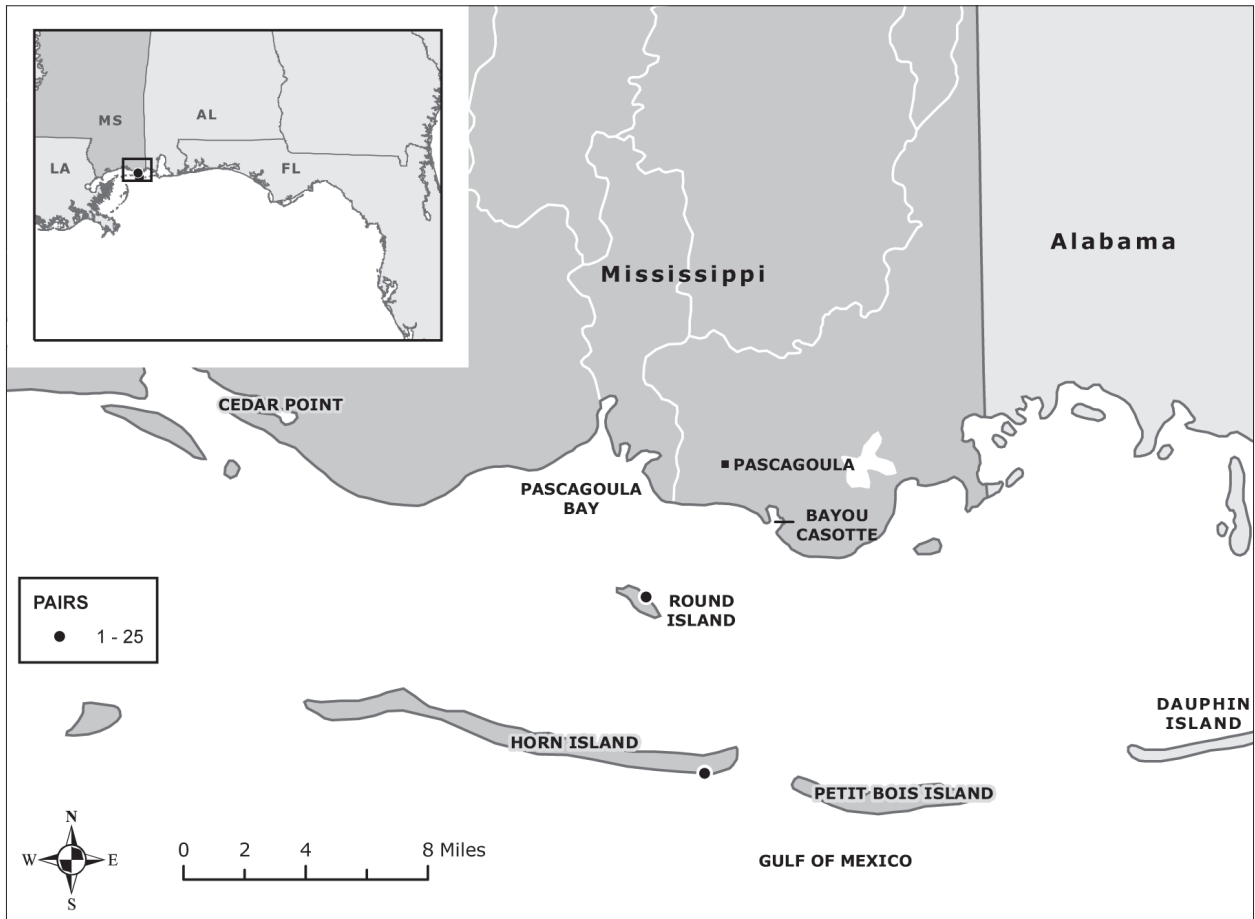 MS
AL
LA
FL
Mississippi
Alabama
CEDAR POINT
PASCAGOULA
PASCAGOULA
BAY
BAYOU
CASOTTE
PAIRS
1 - 25
ROUND
ISLAND
DAUPHIN
ISLAND
HORN ISLAND
PETIT BOIS ISLAND
N
W
E
S
0 2 4 8 Miles
GULF OF MEXICO